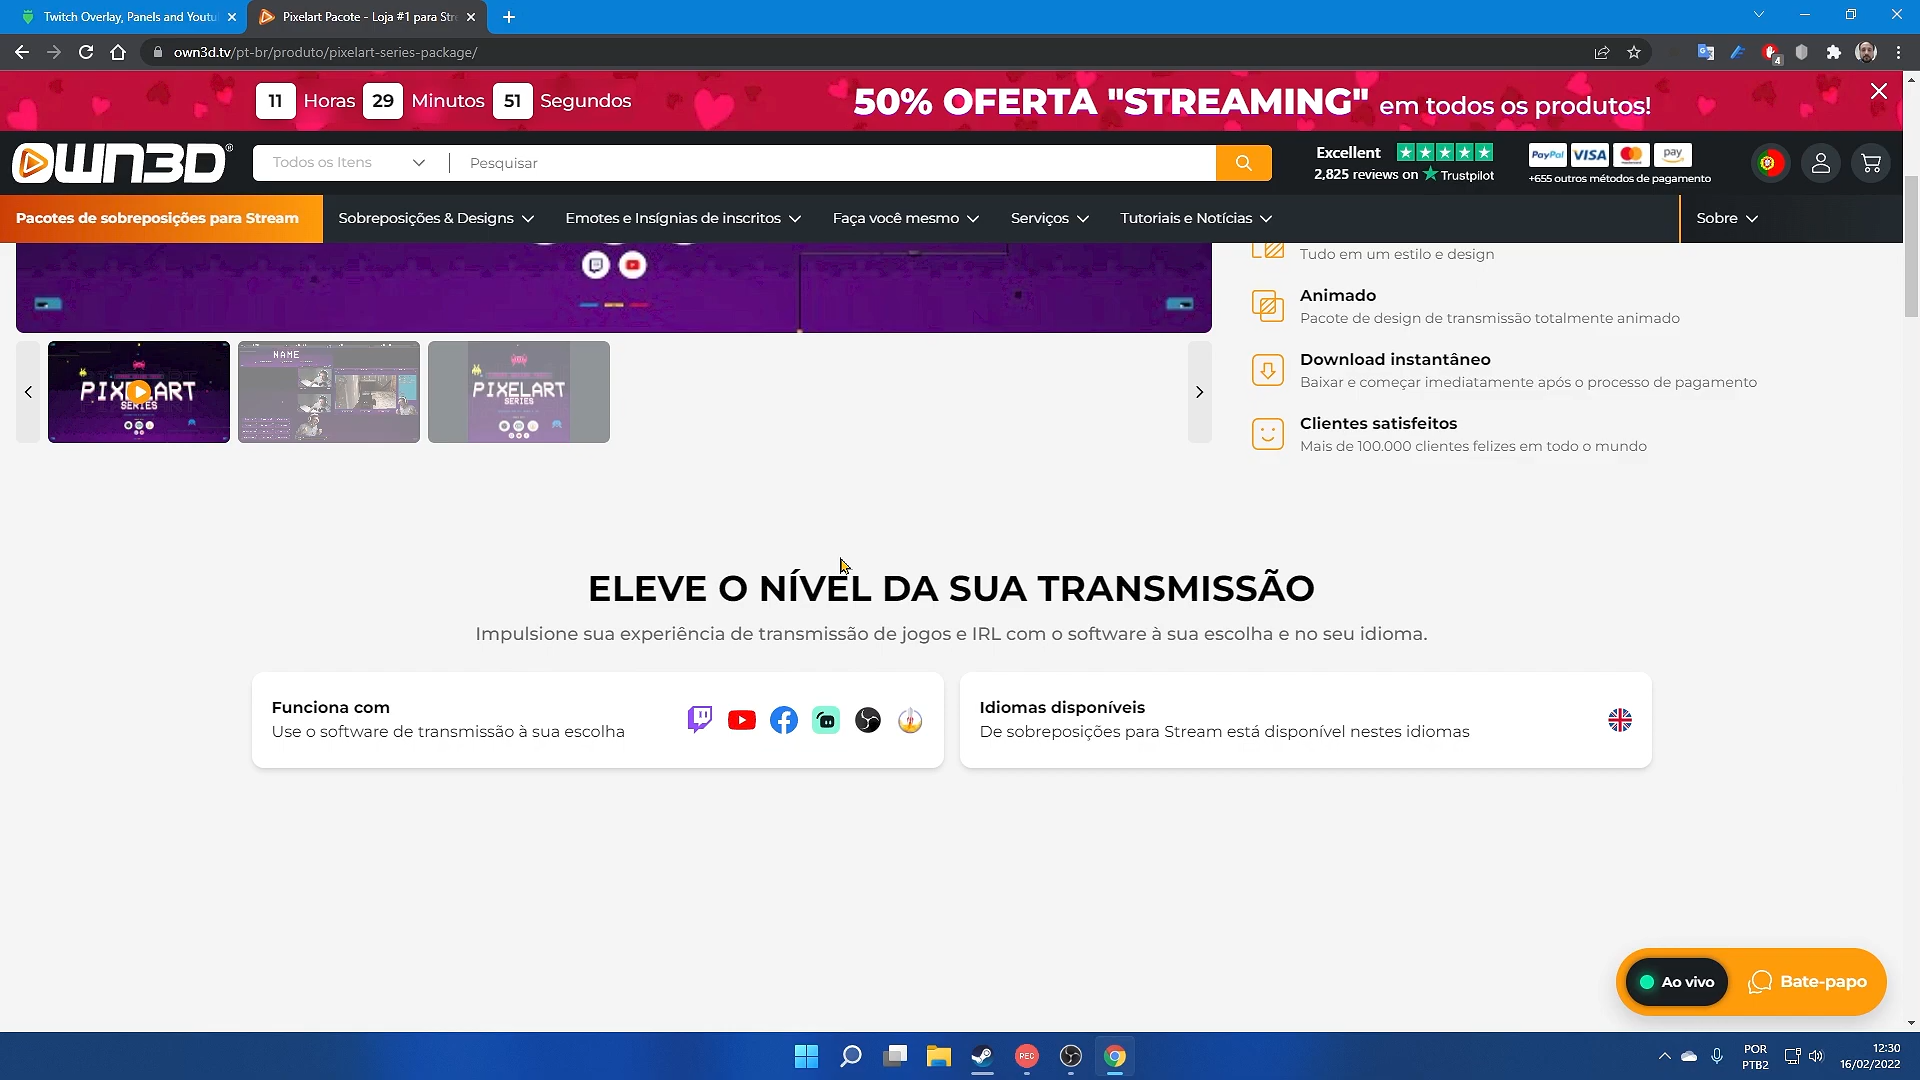 Twitch Overlay, Panels and Youtu
Pixelart Pacote - Loja #1 para Stre
own3d.tv/pt-br/produto/pixelart-series-package/
4
11 Horas 29 Minutos 51 Segundos
50% OFERTA "STREAMING" em todos os produtos!
OWN3D®
Todos os Itens
Pesquisar
Excellent
2,825 reviews on Trustpilot
PayPal VISA mastercard pay
+655 outros métodos de pagamento
Pacotes de sobreposições para Stream
Sobreposições & Designs
Emotes e Insígnias de inscritos
Faça você mesmo
Serviços
Tutoriais e Notícias
Sobre
Tudo em um estilo e design
Animado
Pacote de design de transmissão totalmente animado
Download instantâneo
Baixar e começar imediatamente após o processo de pagamento
Clientes satisfeitos
Mais de 100.000 clientes felizes em todo o mundo
PIXELART
SERIES
NAME
PIXELART
SERIES
ELEVE O NÍVEL DA SUA TRANSMISSÃO
Impulsione sua experiência de transmissão de jogos e IRL com o software à sua escolha e no seu idioma.
Funciona com
Use o software de transmissão à sua escolha
Idiomas disponíveis
De sobreposições para Stream está disponível nestes idiomas
Ao vivo
Bate-papo
REC
POR
PTB2
12:30
16/02/2022